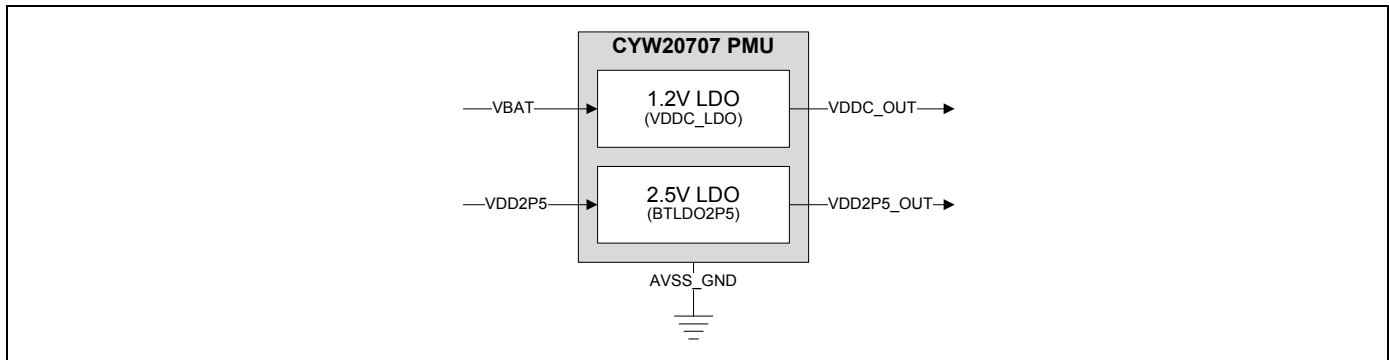 CYW20707 PMU
VBAT
1.2V LDO
(VDDC_LDO)
VDDC_OUT
VDD2P5
2.5V LDO
(BTLDO2P5)
VDD2P5_OUT
AVSS_GND